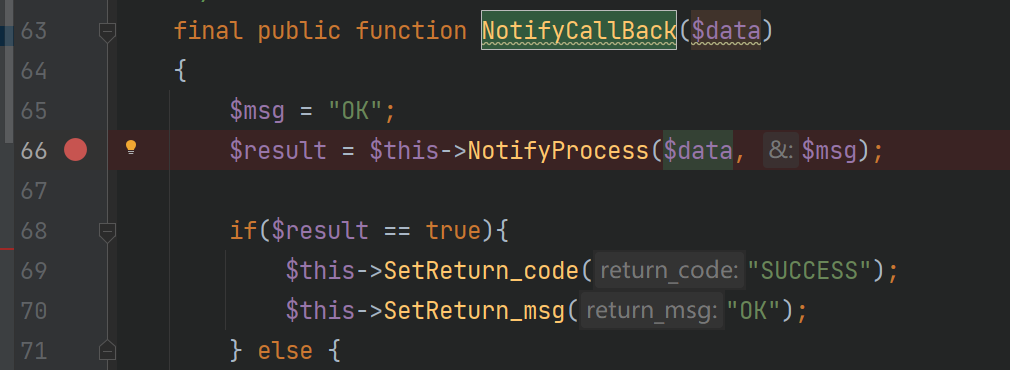 63 final public function NotifyCallBack($data)
64 {
65 $msg = "OK";
66 $result = $this->NotifyProcess($data, &: $msg);
67
68 if($result == true){
69 $this->SetReturn_code( return_code: "SUCCESS");
70 $this->SetReturn_msg( return_msg: "OK");
71 } else {